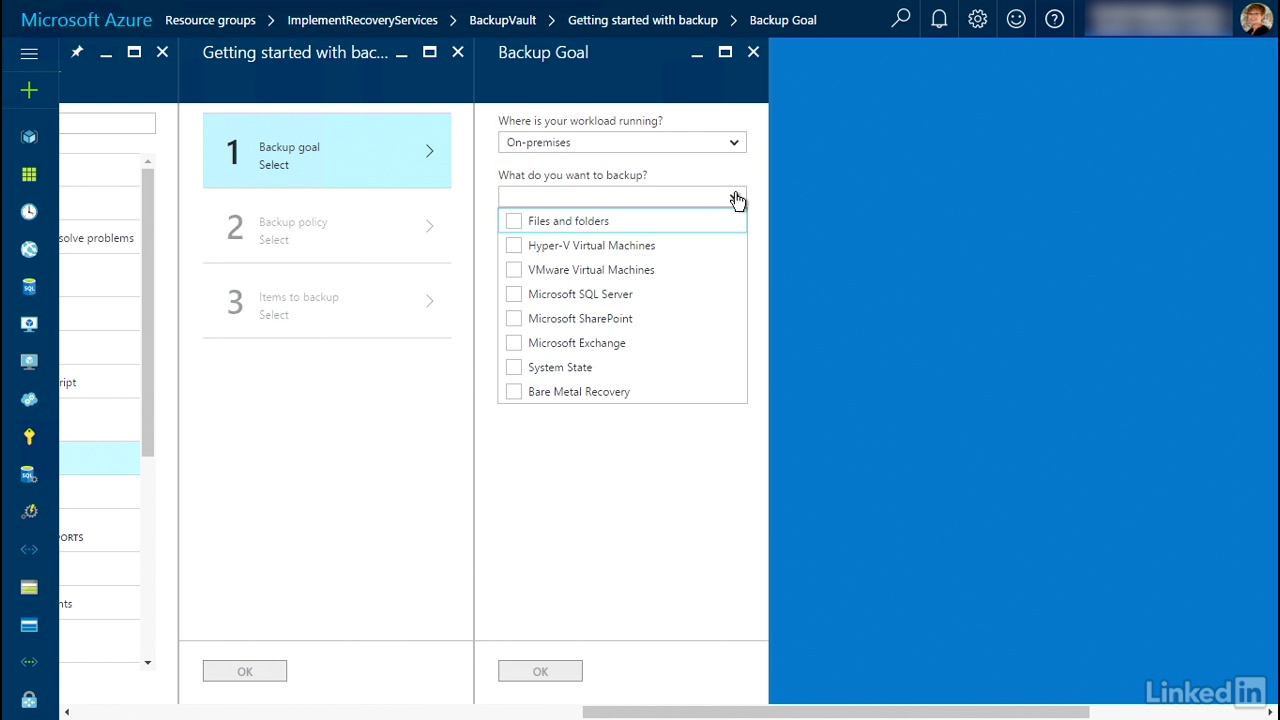 Microsoft Azure Resource groups > ImplementRecoveryServices > BackupVault > Getting started with backup > Backup Goal
Getting started with bac...
Backup Goal
solve problems
ript
PORTS
nts
1 Backup goal
Select
2 Backup policy
Select
3 Items to backup
Select
OK
Where is your workload running?
On-premises
What do you want to backup?
Files and folders
Hyper-V Virtual Machines
VMware Virtual Machines
Microsoft SQL Server
Microsoft SharePoint
Microsoft Exchange
System State
Bare Metal Recovery
OK
SQL
SQL
LinkedIn